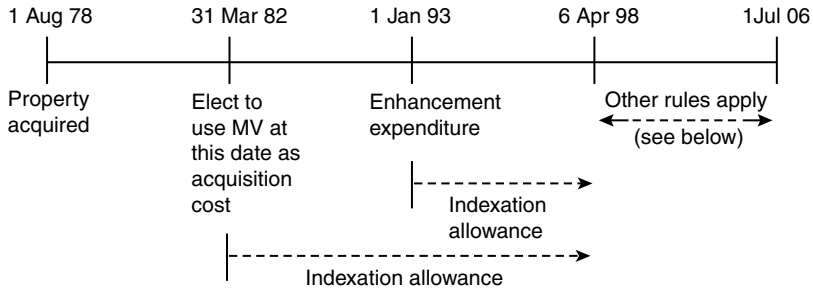 1 Aug 78
31 Mar 82
1 Jan 93
6 Apr 98
1Jul 06
Property
acquired
Elect to
use MV at
this date as
acquisition
cost
Enhancement
expenditure
Other rules apply
(see below)
Indexation
allowance
Indexation allowance